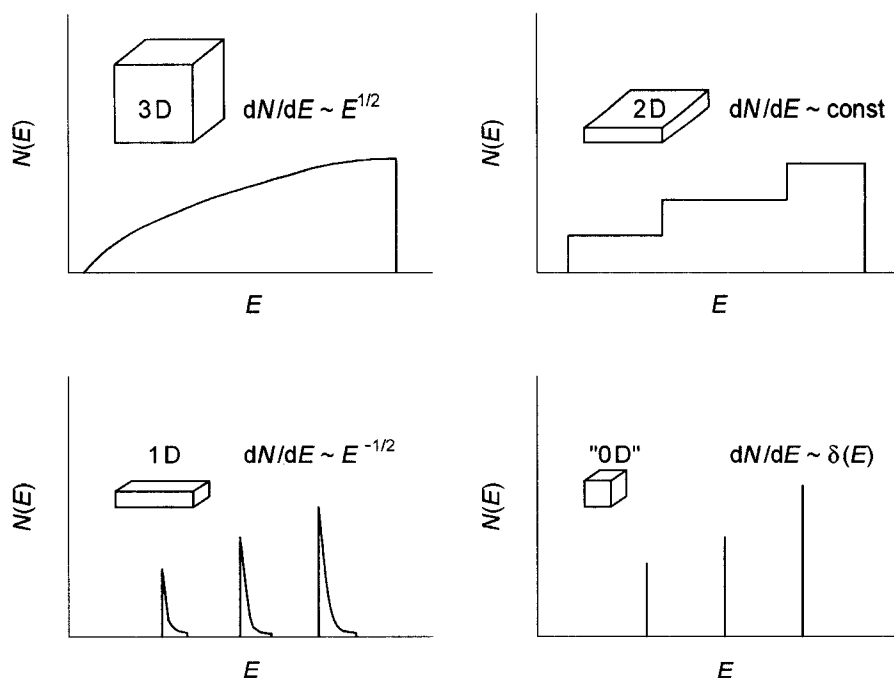 N(E)
3D
dN/dE ~ E^1/2
E
N(E)
2D
dN/dE ~ const
E
N(E)
1D
dN/dE ~ E^-1/2
E
N(E)
"0D"
dN/dE ~ δ(E)
E